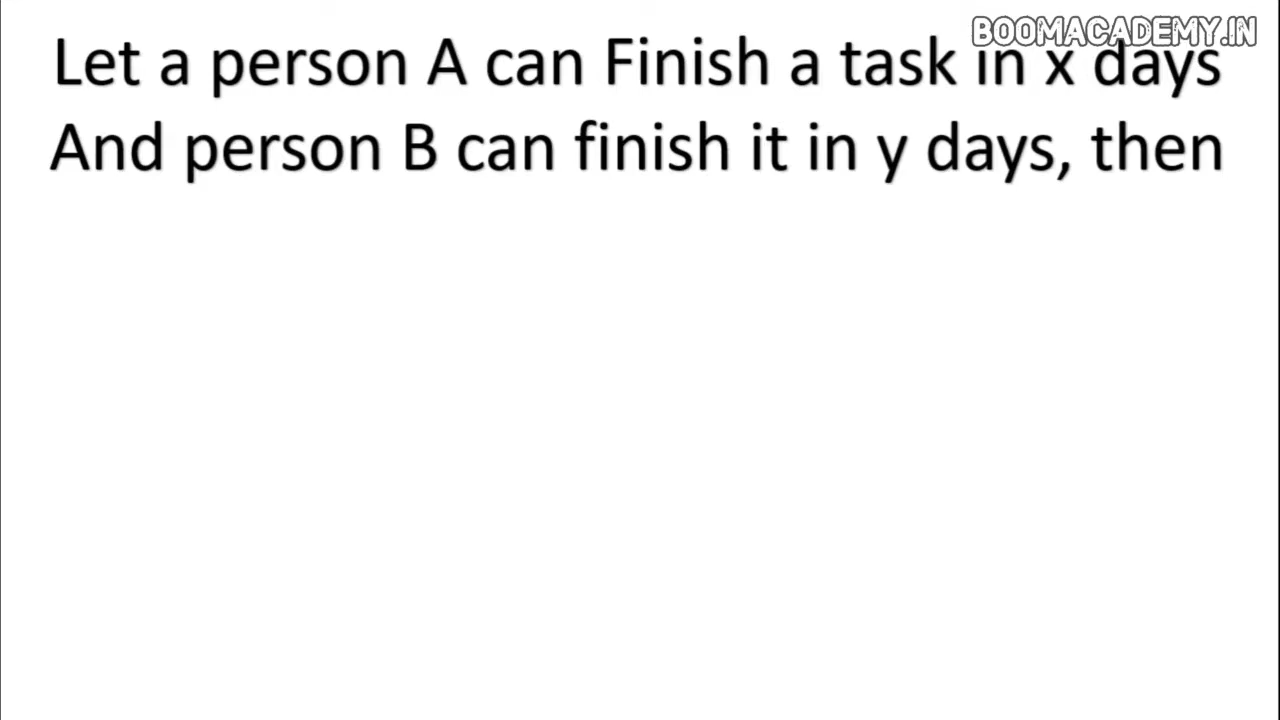 BOOMACADEMY.IN
Let a person A can Finish a task in x days
And person B can finish it in y days, then